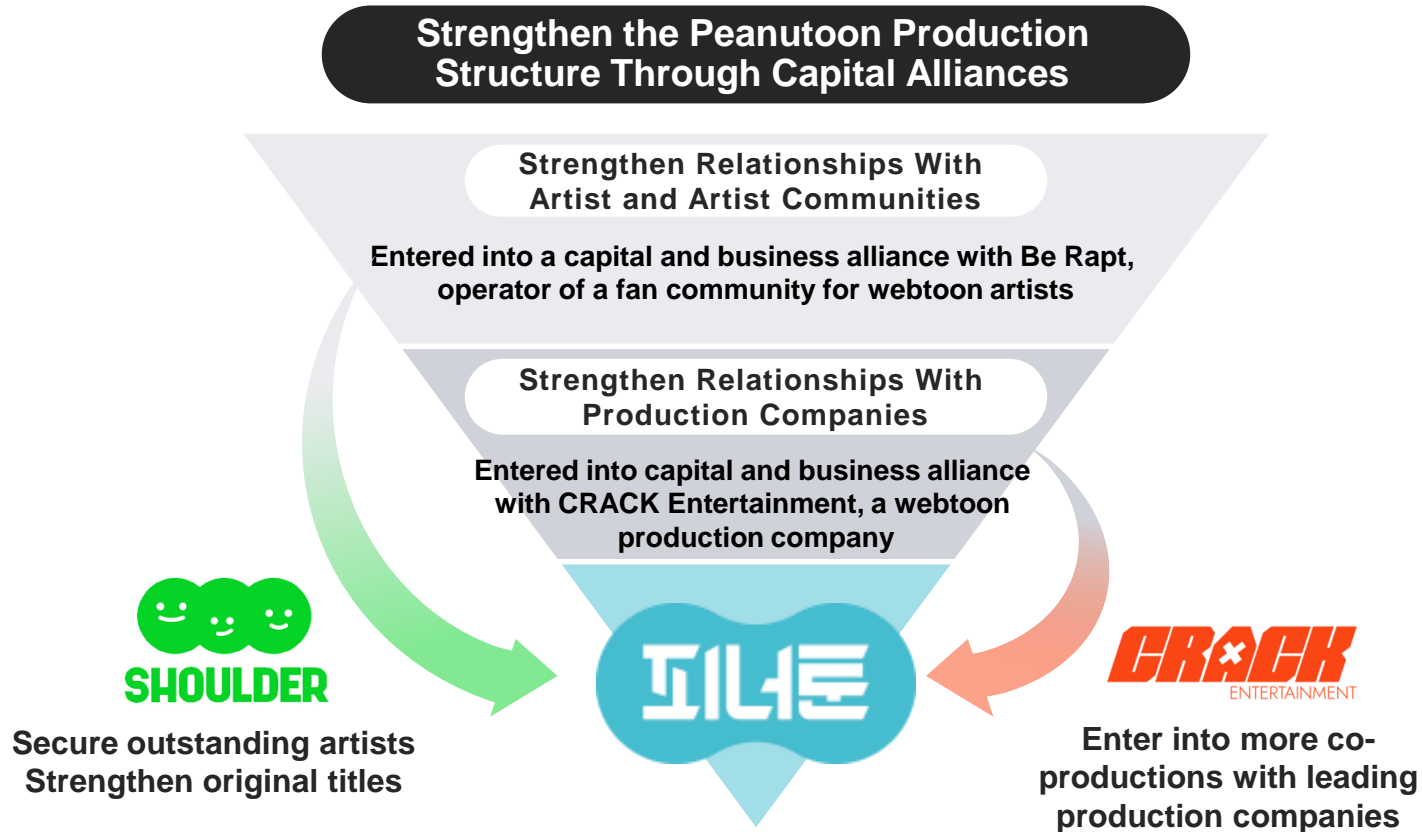 Strengthen the Peanutoon Production
Structure Through Capital Alliances
Strengthen Relationships With
Artist and Artist Communities
Entered into a capital and business alliance with Be Rapt,
operator of a fan community for webtoon artists
Strengthen Relationships With
Production Companies
Entered into capital and business alliance
with CRACK Entertainment, a webtoon
production company
SHOULDER
Secure outstanding artists
Strengthen original titles
피너툰
CRACK
ENTERTAINMENT
Enter into more co-
productions with leading
production companies